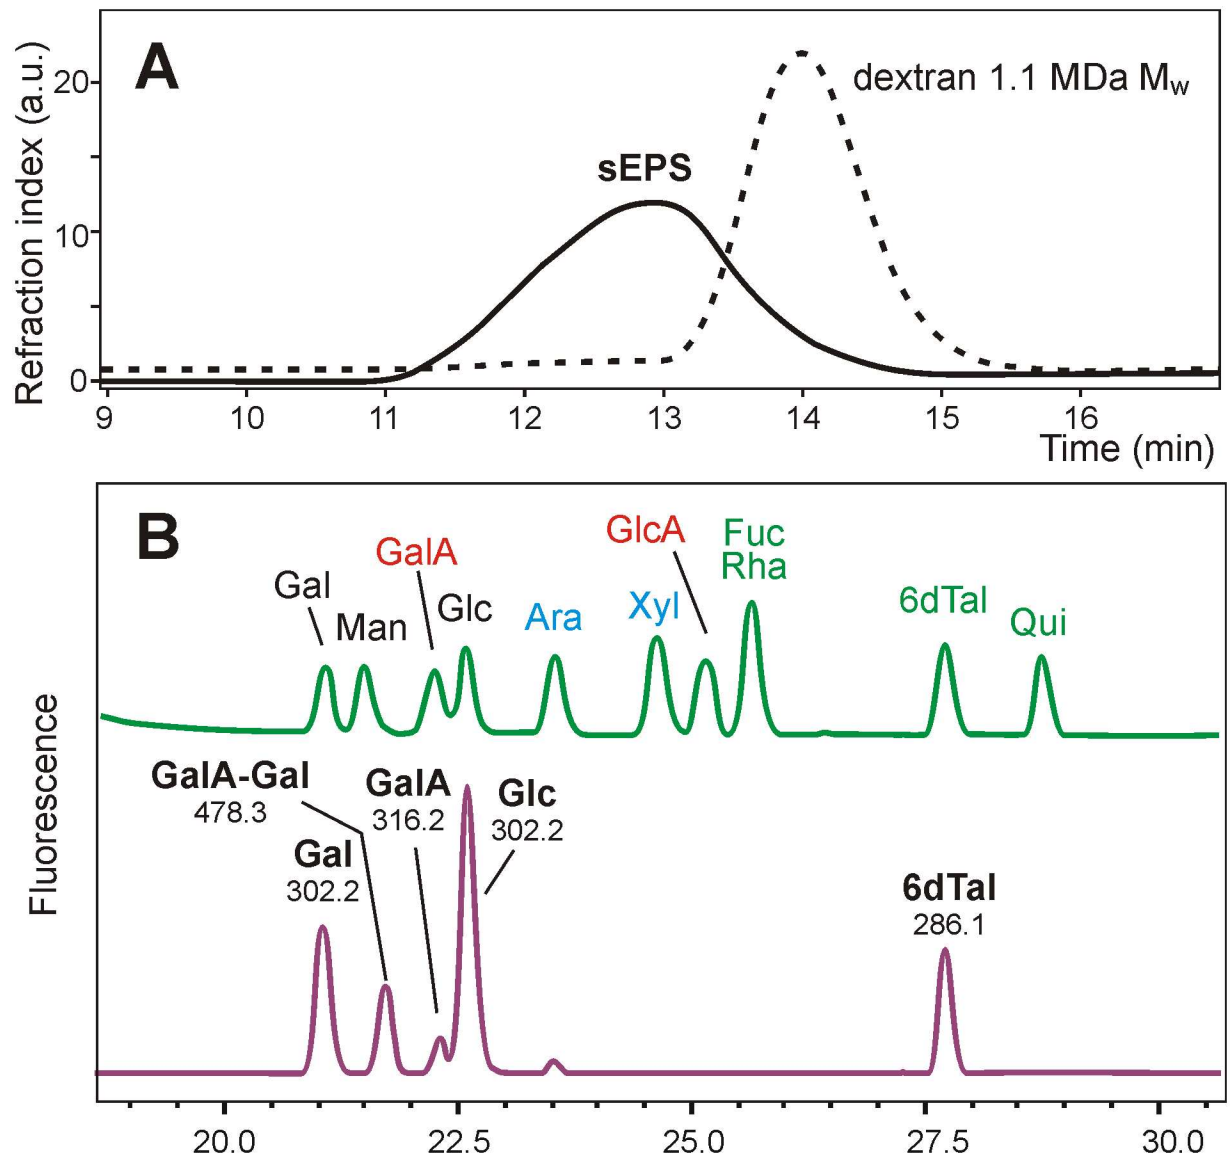 A
Refraction index (a.u.)
20
10
0
dextran 1.1 MDa Mw
sEPS
9 10 11 12 13 14 15 16
Time (min)
B
Fluorescence
Gal
Man
GalA
Glc
Ara
Xyl
GlcA
Fuc
Rha
6dTal
Qui
GalA-Gal
478.3
Gal
302.2
GalA
316.2
Glc
302.2
6dTal
286.1
20.0 22.5 25.0 27.5 30.0